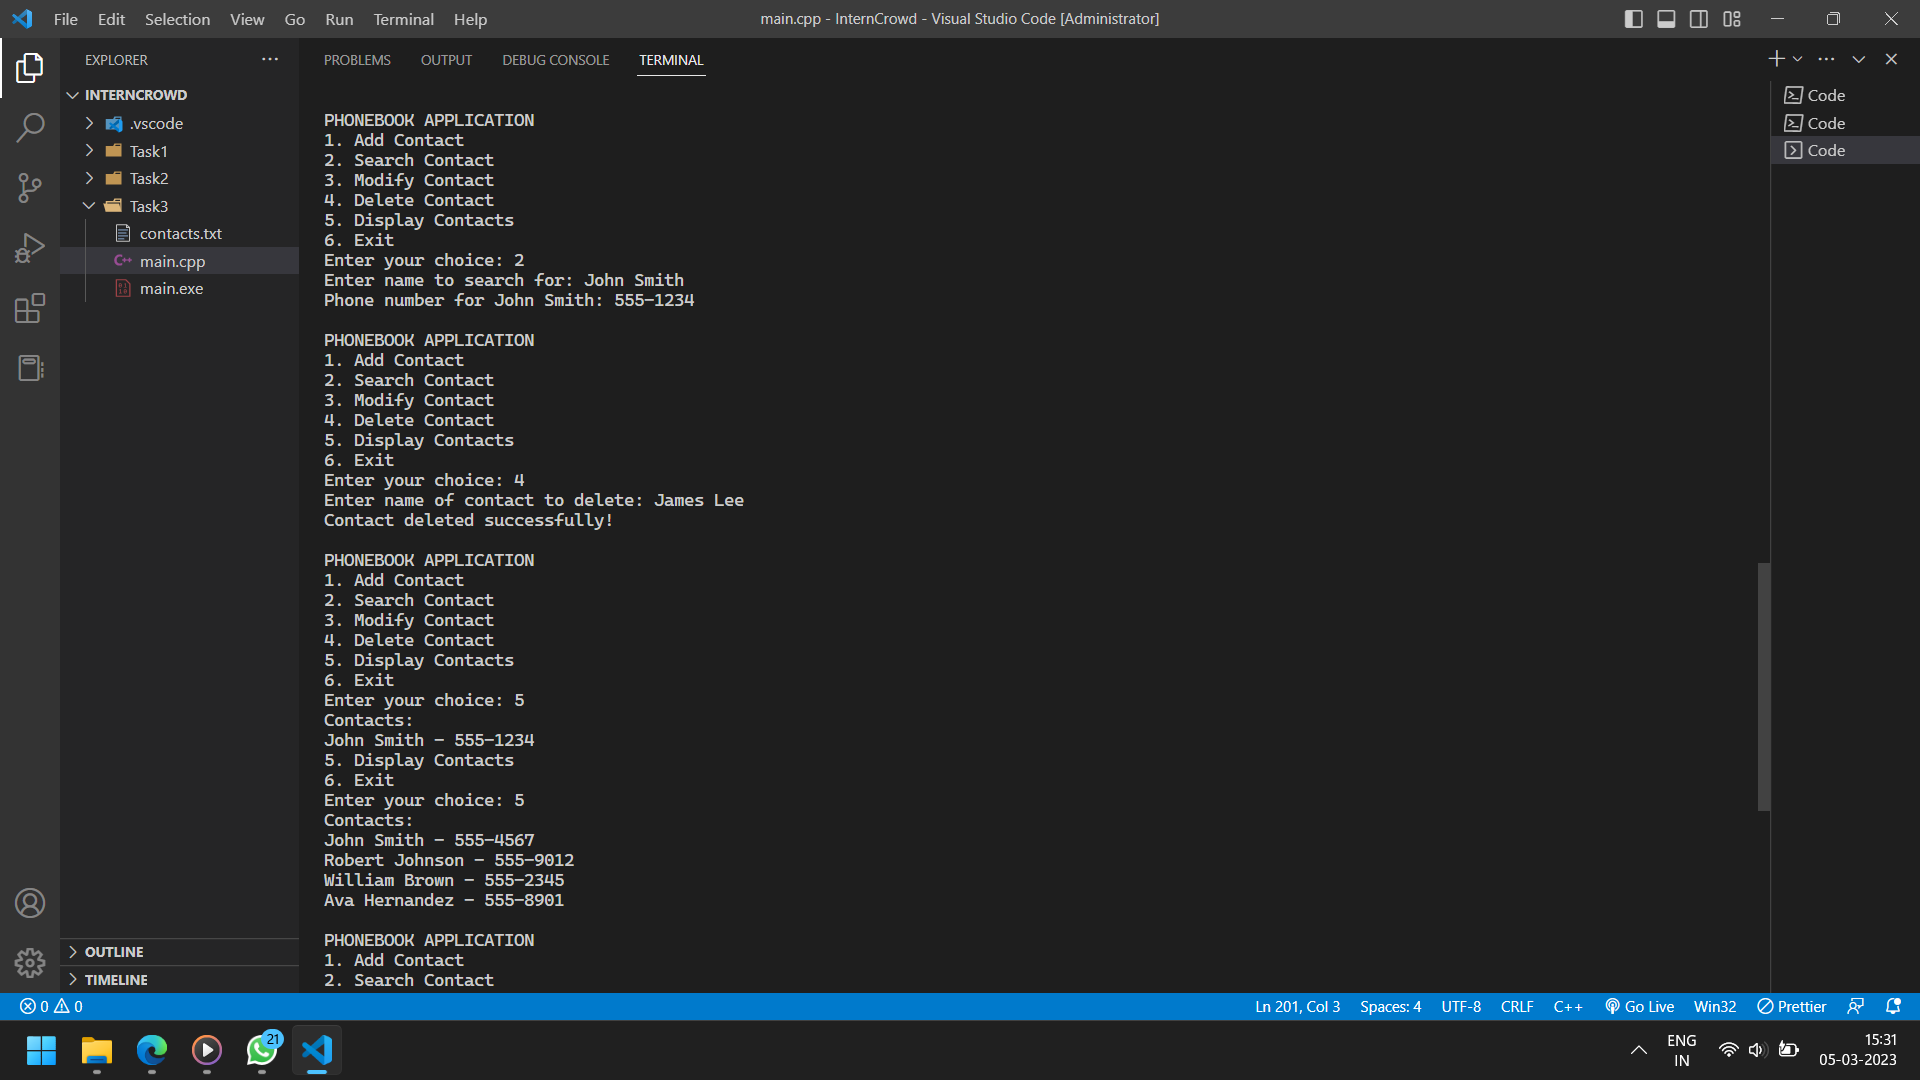 File Edit Selection View Go Run Terminal Help
main.cpp - InternCrowd - Visual Studio Code [Administrator]
EXPLORER
INTERNCROWD
.vscode
Task1
Task2
Task3
contacts.txt
main.cpp
main.exe
OUTLINE
TIMELINE
PROBLEMS OUTPUT DEBUG CONSOLE TERMINAL
PHONEBOOK APPLICATION
1. Add Contact
2. Search Contact
3. Modify Contact
4. Delete Contact
5. Display Contacts
6. Exit
Enter your choice: 2
Enter name to search for: John Smith
Phone number for John Smith: 555-1234
PHONEBOOK APPLICATION
1. Add Contact
2. Search Contact
3. Modify Contact
4. Delete Contact
5. Display Contacts
6. Exit
Enter your choice: 4
Enter name of contact to delete: James Lee
Contact deleted successfully!
PHONEBOOK APPLICATION
1. Add Contact
2. Search Contact
3. Modify Contact
4. Delete Contact
5. Display Contacts
6. Exit
Enter your choice: 5
Contacts:
John Smith - 555-1234
5. Display Contacts
6. Exit
Enter your choice: 5
Contacts:
John Smith - 555-4567
Robert Johnson - 555-9012
William Brown - 555-2345
Ava Hernandez - 555-8901
PHONEBOOK APPLICATION
1. Add Contact
2. Search Contact
Code
Code
Code
0 0
Ln 201, Col 3 Spaces: 4 UTF-8 CRLF C++ Go Live Win32 Prettier
21
ENG
IN
15:31
05-03-2023